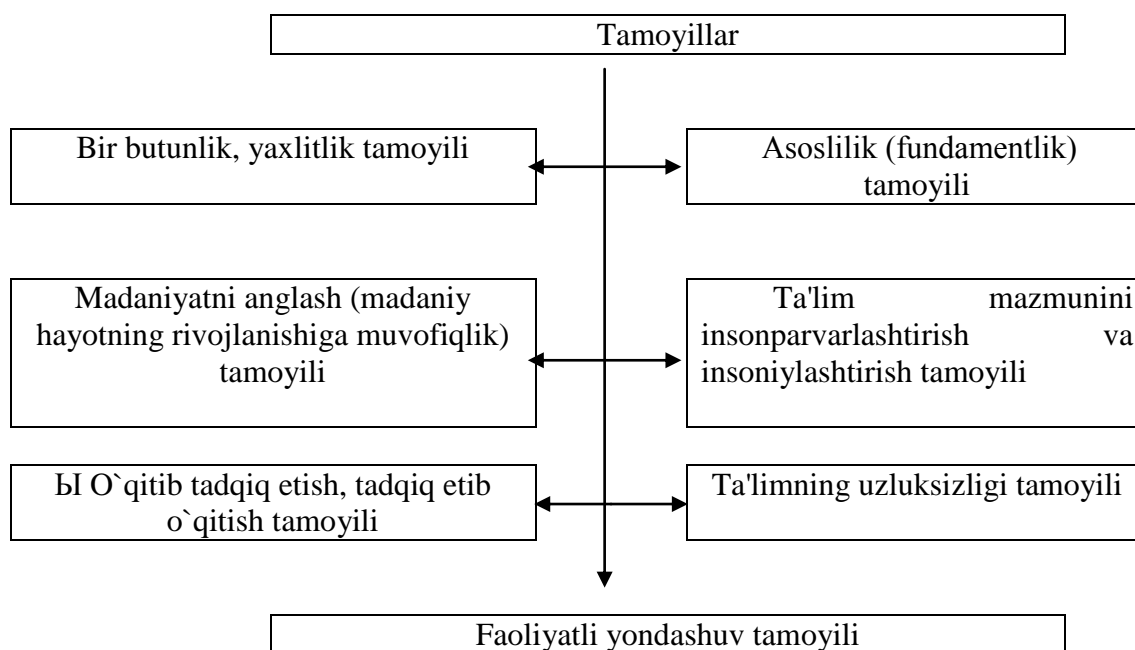 Tamoyillar
Bir butunlik, yaxlitlik tamoyili
Asoslilik (fundamentlik)
tamoyili
Madaniyatni anglash (madaniy
hayotning rivojlanishiga muvofiqlik)
tamoyili
Ta'lim mazmunini
insonparvarlashtirish va
insoniylashtirish tamoyili
Ы O`qitib tadqiq etish, tadqiq etib
o`qitish tamoyili
Ta'limning uzluksizligi tamoyili
Faoliyatli yondashuv tamoyili